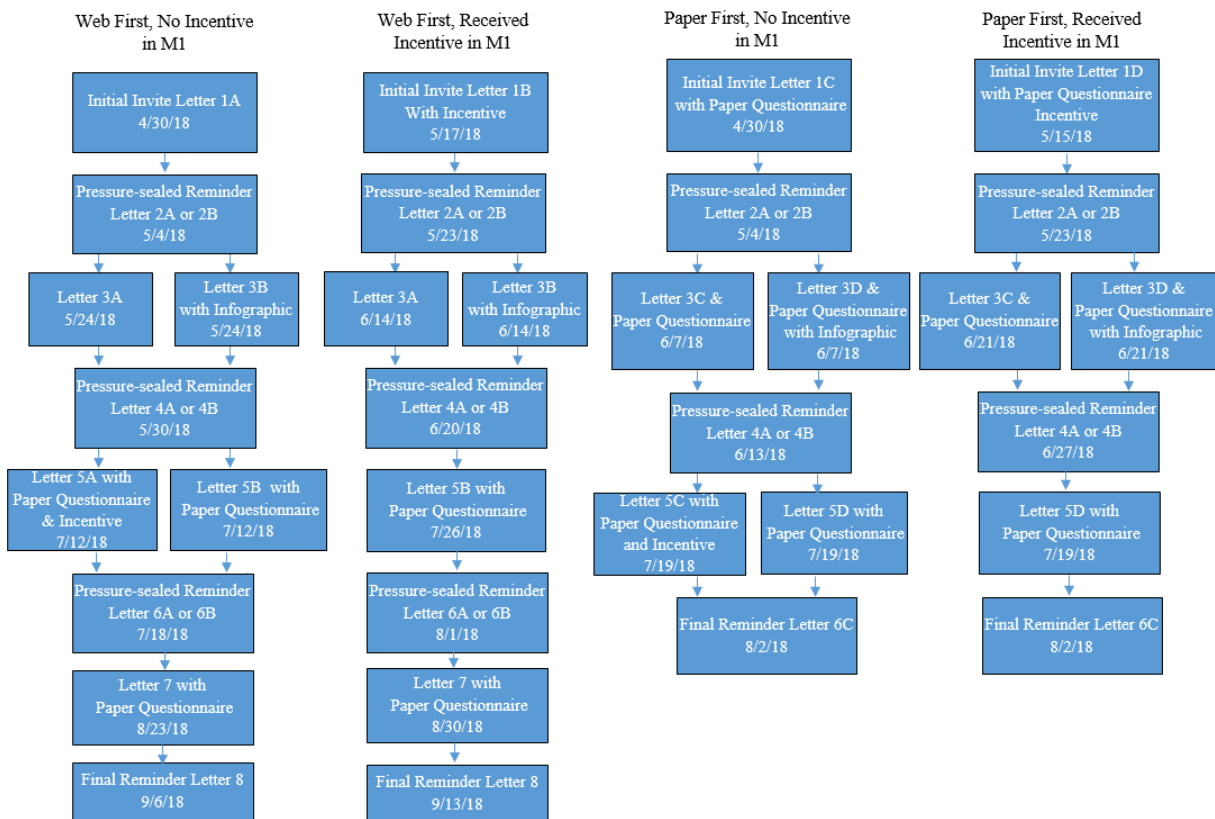 Web First, No Incentive
in M1
Initial Invite Letter 1A
4/30/18
Pressure-sealed Reminder
Letter 2A or 2B
5/4/18
Letter 3A
5/24/18
Letter 3B
with Infographic
5/24/18
Pressure-sealed Reminder
Letter 4A or 4B
5/30/18
Letter 5A with
Paper Questionnaire
& Incentive
7/12/18
Letter 5B with
Paper Questionnaire
7/12/18
Pressure-sealed Reminder
Letter 6A or 6B
7/18/18
Letter 7 with
Paper Questionnaire
8/23/18
Final Reminder Letter 8
9/6/18
Web First, Received
Incentive in M1
Initial Invite Letter 1B
With Incentive
5/17/18
Pressure-sealed Reminder
Letter 2A or 2B
5/23/18
Letter 3A
6/14/18
Letter 3B
with Infographic
6/14/18
Pressure-sealed Reminder
Letter 4A or 4B
6/20/18
Letter 5B with
Paper Questionnaire
7/26/18
Pressure-sealed Reminder
Letter 6A or 6B
8/1/18
Letter 7 with
Paper Questionnaire
8/30/18
Final Reminder Letter 8
9/13/18
Paper First, No Incentive
in M1
Initial Invite Letter 1C
with Paper Questionnaire
4/30/18
Pressure-sealed Reminder
Letter 2A or 2B
5/4/18
Letter 3C &
Paper Questionnaire
6/7/18
Letter 3D &
Paper Questionnaire
with Infographic
6/7/18
Pressure-sealed Reminder
Letter 4A or 4B
6/13/18
Letter 5C with
Paper Questionnaire
and Incentive
7/19/18
Letter 5D with
Paper Questionnaire
7/19/18
Final Reminder Letter 6C
8/2/18
Paper First, Received
Incentive in M1
Initial Invite Letter 1D
with Paper Questionnaire
Incentive
5/15/18
Pressure-sealed Reminder
Letter 2A or 2B
5/23/18
Letter 3C &
Paper Questionnaire
6/21/18
Letter 3D &
Paper Questionnaire
with Infographic
6/21/18
Pressure-sealed Reminder
Letter 4A or 4B
6/27/18
Letter 5D with
Paper Questionnaire
7/19/18
Final Reminder Letter 6C
8/2/18